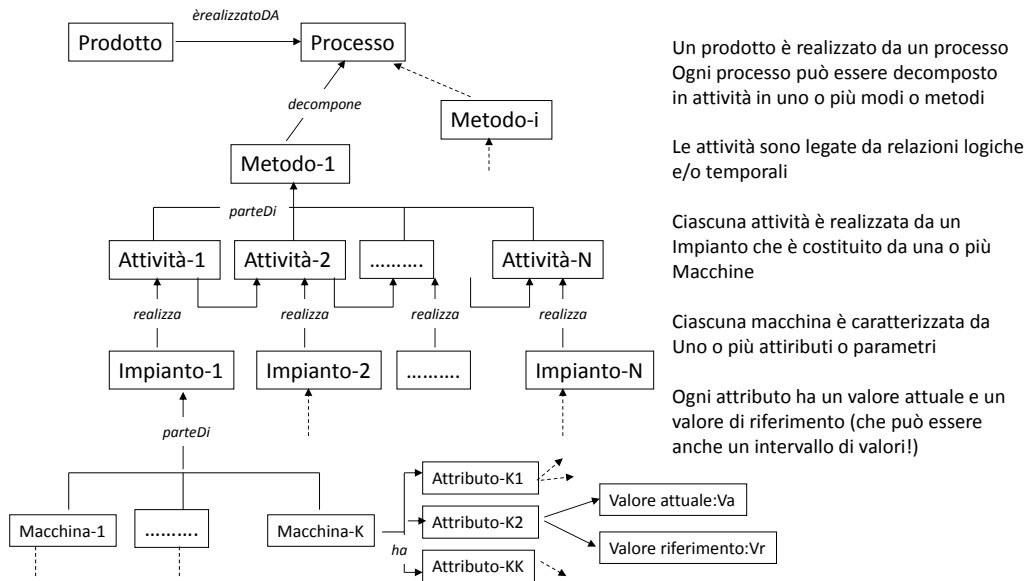 èrealizzatoDA
Prodotto
Processo
decompone
Metodo-i
Metodo-1
parteDi
Attività-1
Attività-2
……….
Attività-N
realizza
realizza
realizza
realizza
Impianto-1
Impianto-2
……….
Impianto-N
parteDi
Macchina-1
……….
Macchina-K
ha
Attributo-K1
Attributo-K2
Attributo-KK
Valore attuale:Va
Valore riferimento:Vr
Un prodotto è realizzato da un processo
Ogni processo può essere decomposto
in attività in uno o più modi o metodi
Le attività sono legate da relazioni logiche
e/o temporali
Ciascuna attività è realizzata da un
Impianto che è costituito da una o più
Macchine
Ciascuna macchina è caratterizzata da
Uno o più attiributi o parametri
Ogni attributo ha un valore attuale e un
valore di riferimento (che può essere
anche un intervallo di valori!)